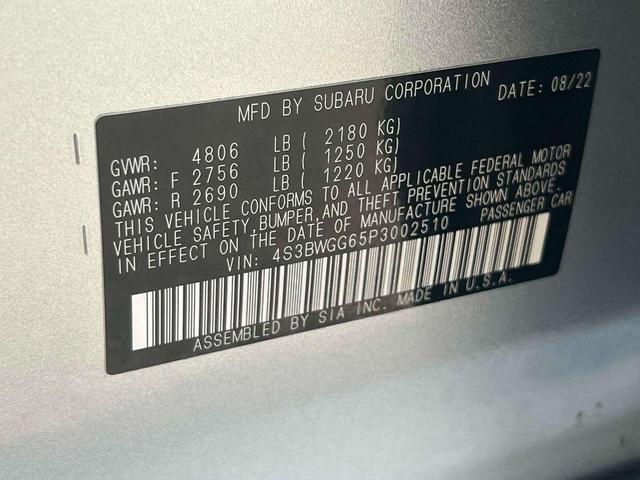 MFD BY SUBARU CORPORATION DATE: 08/22
GVWR: 4806 LB ( 2180 KG)
GAWR: F 2756 LB ( 1250 KG)
GAWR: R 2690 LB ( 1220 KG)
THIS VEHICLE CONFORMS TO ALL APPLICABLE FEDERAL MOTOR
VEHICLE SAFETY,BUMPER,AND THEFT PREVENTION STANDARDS
IN EFFECT ON THE DATE OF MANUFACTURE SHOWN ABOVE.
VIN: 4S3BWGG65P3002510 PASSENGER CAR
ASSEMBLED BY SIA INC. MADE IN U.S.A.